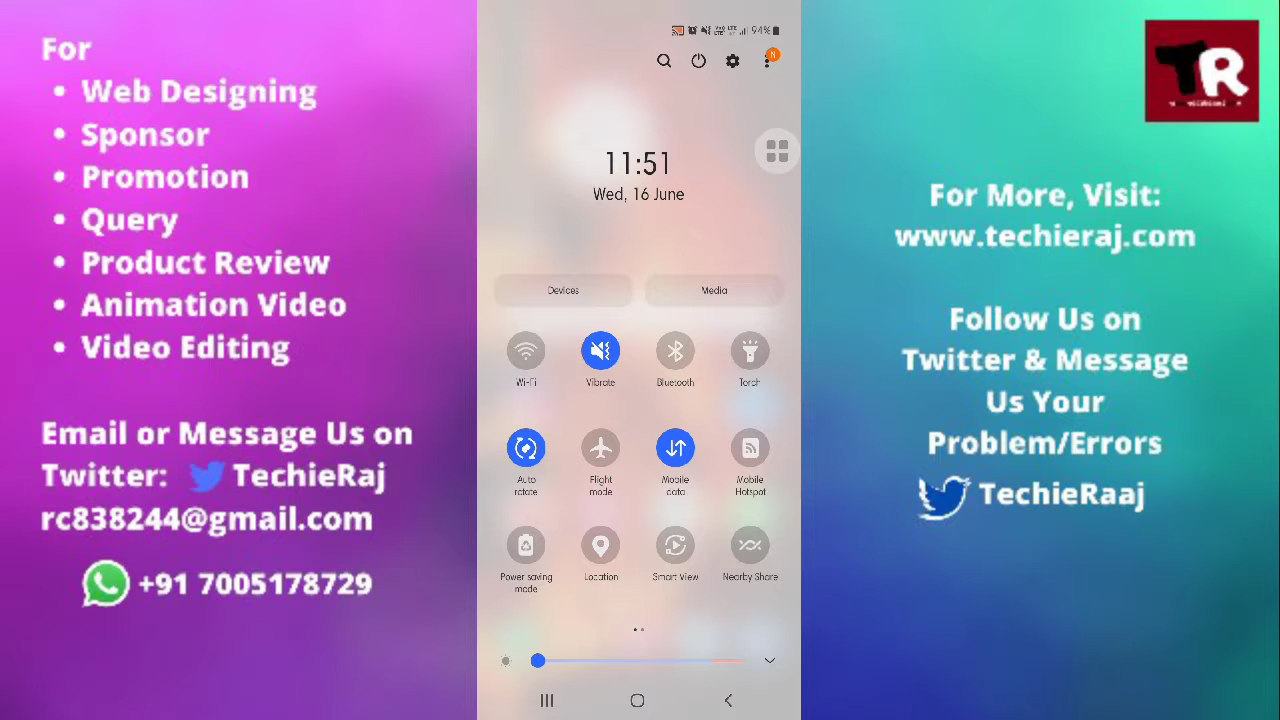 For
• Web Designing
• Sponsor
• Promotion
• Query
• Product Review
• Animation Video
• Video Editing
Email or Message Us on
Twitter: TechieRaj
rc838244@gmail.com
+91 7005178729
94%
N
11:51
Wed, 16 June
Devices Media
Wi-Fi Vibrate Bluetooth Torch
Auto rotate
Flight mode
Mobile data
Mobile Hotspot
Power saving mode
Location Smart View Nearby Share
TR
For More, Visit:
www.techieraj.com
Follow Us on
Twitter & Message
Us Your
Problem/Errors
TechieRaaj